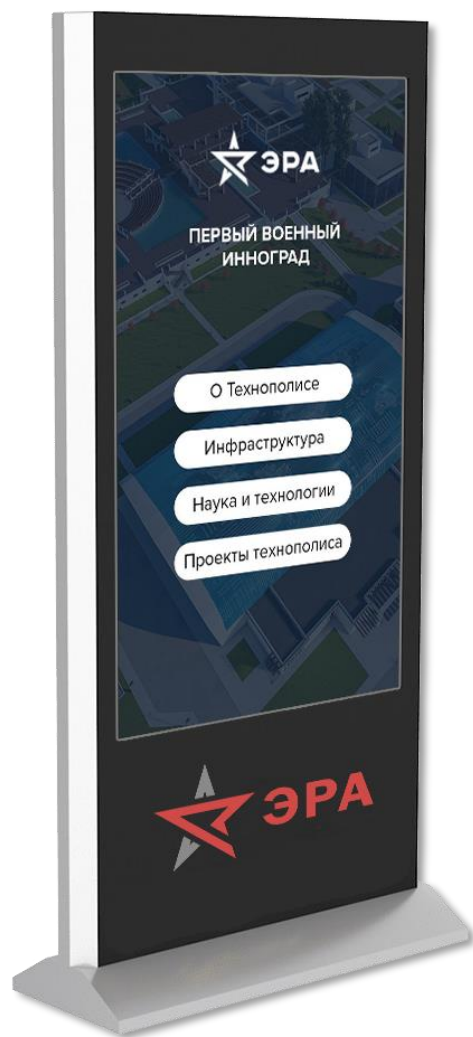 ЭРА
ПЕРВЫЙ ВОЕННЫЙ
ИННОГРАД
О Технополисе
Инфраструктура
Наука и технологии
Проекты технополиса
ЭРА